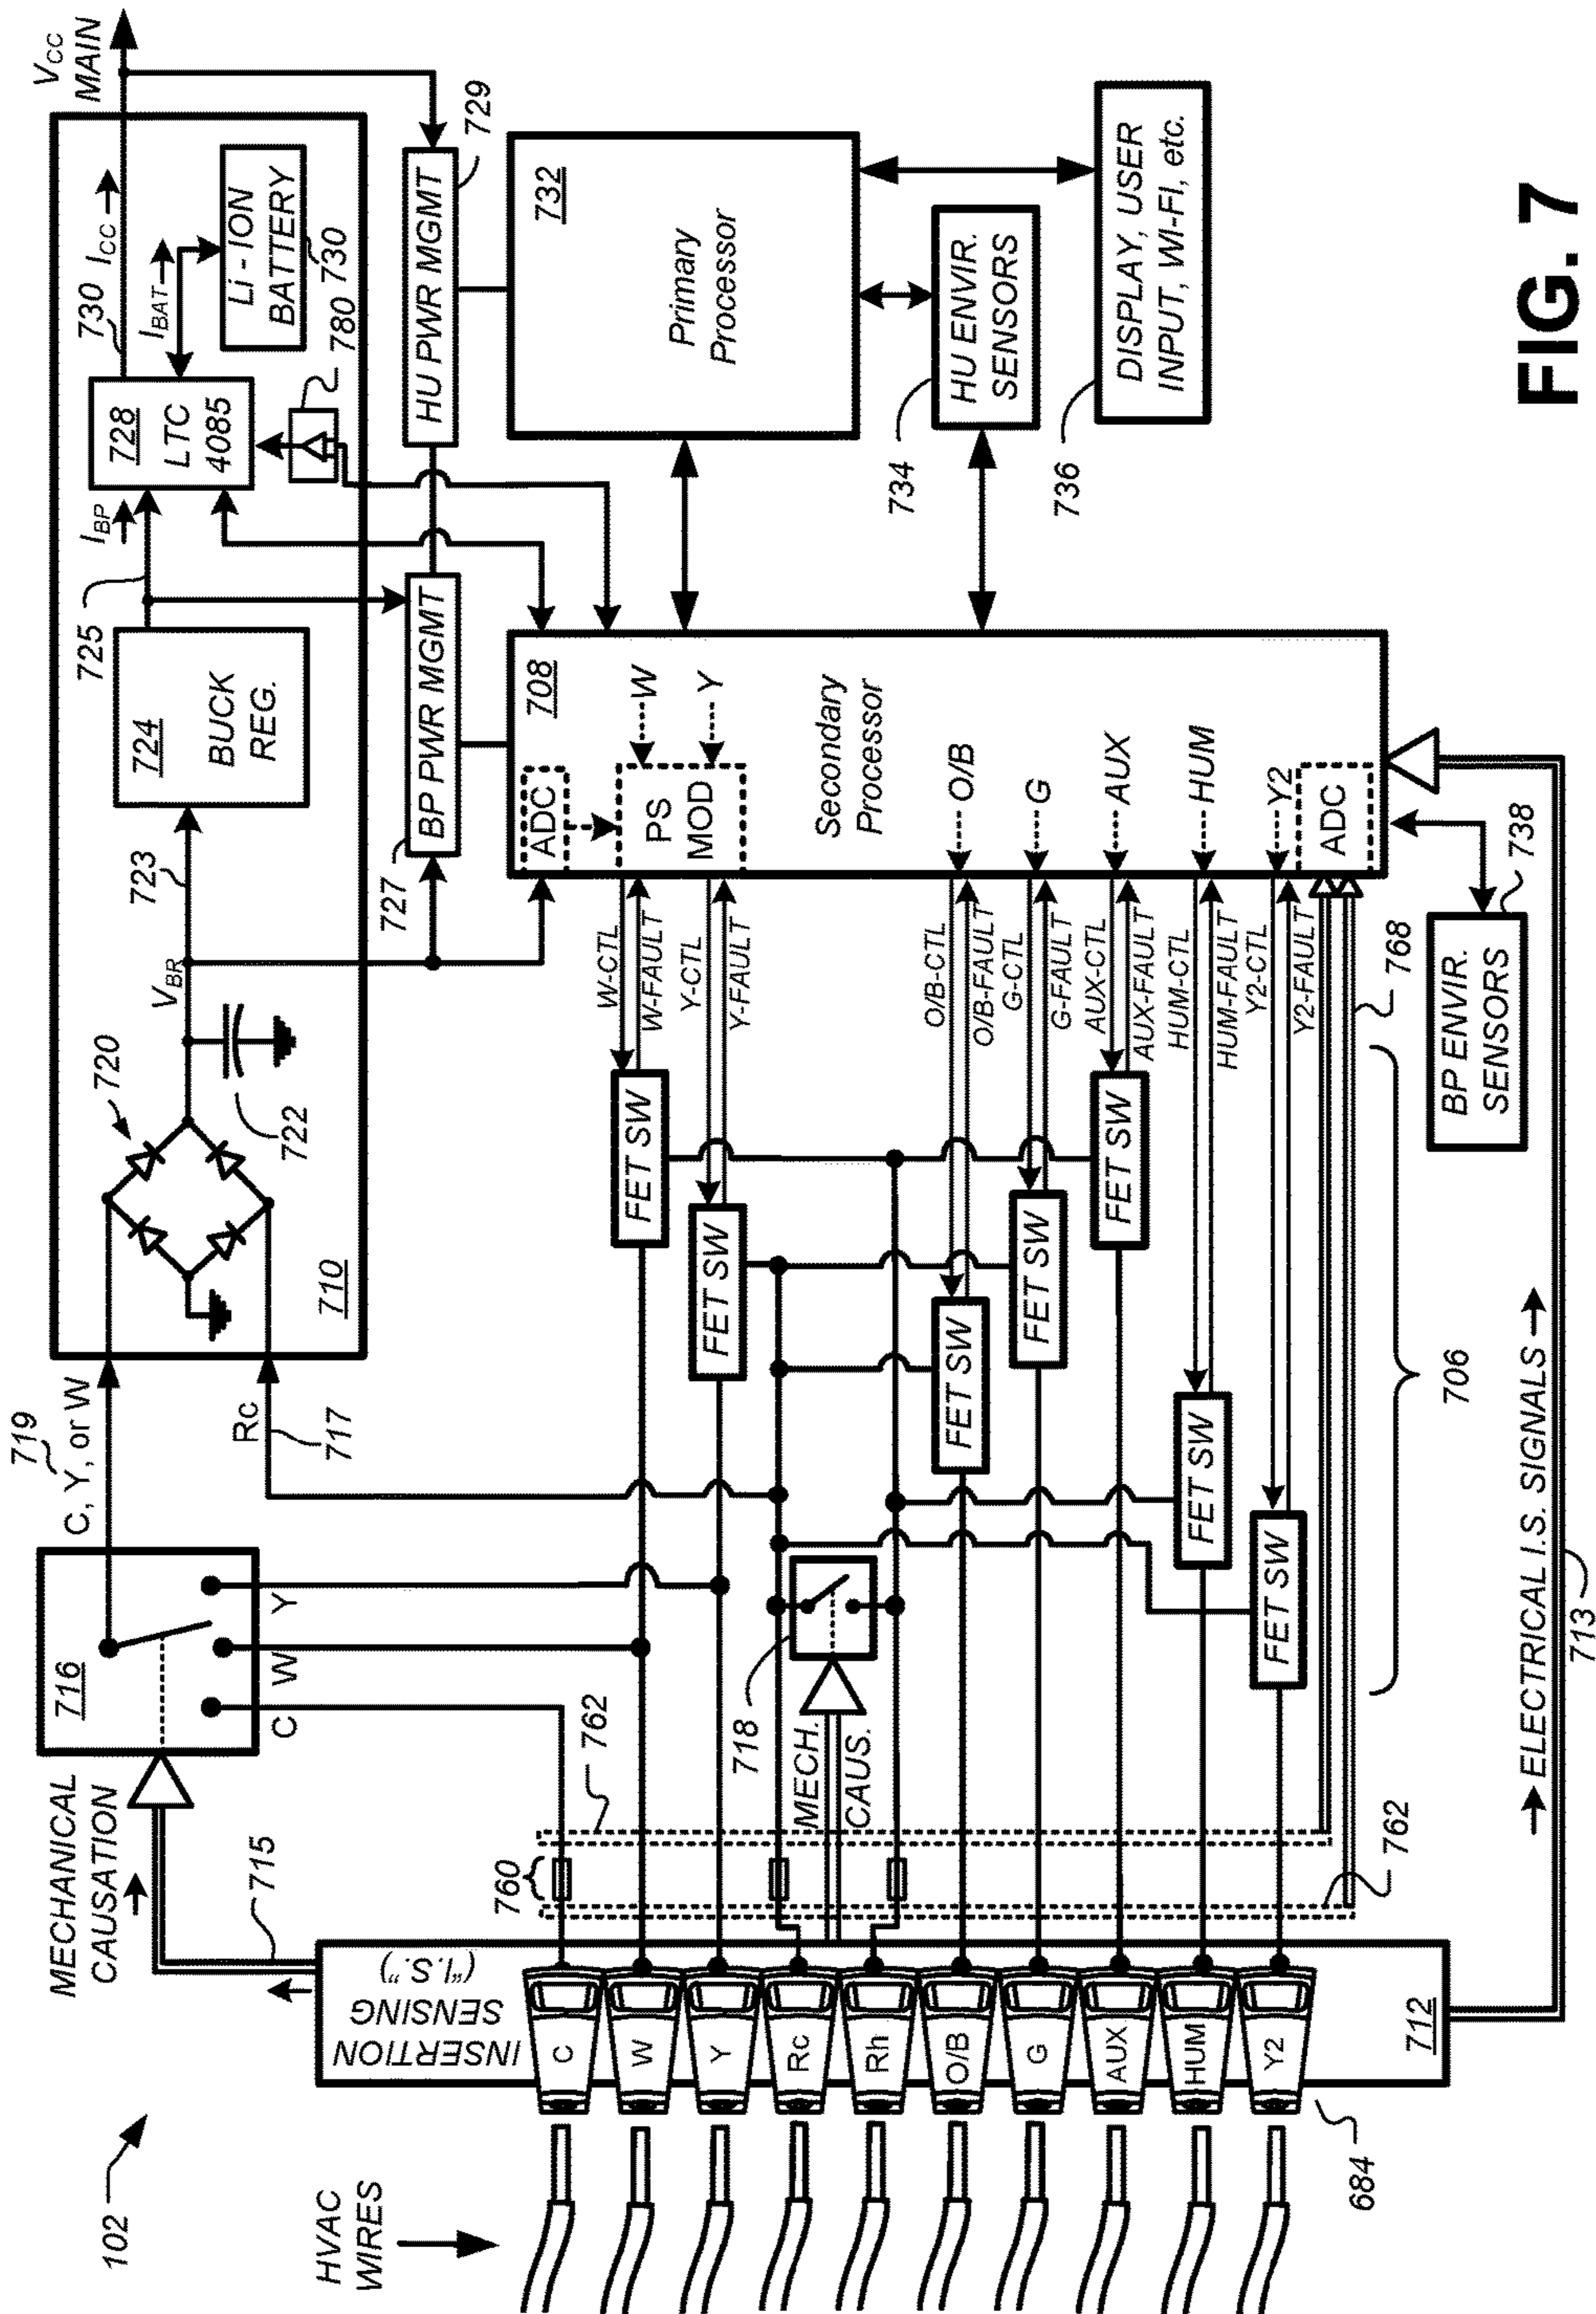 102
HVAC
WIRES
MECHANICAL
CAUSATION
715
716
C
W
Y
719
C, Y, or W
Rc
717
710
720
722
VBR
723
724
BUCK
REG.
725
IBP
728
LTC
4085
730
ICC
IBAT
Li - ION
BATTERY
730
780
VCC
MAIN
727
BP PWR MGMT
HU PWR MGMT
729
INSERTION
SENSING
("I.S.")
C
W
Y
Rc
Rh
O/B
G
AUX
HUM
Y2
712
684
760
762
762
718
MECH.
CAUS.
FET SW
FET SW
FET SW
FET SW
FET SW
FET SW
FET SW
W-CTL
W-FAULT
Y-CTL
Y-FAULT
O/B-CTL
O/B-FAULT
G-CTL
G-FAULT
AUX-CTL
AUX-FAULT
HUM-CTL
HUM-FAULT
Y2-CTL
Y2-FAULT
706
768
708
ADC
PS
MOD
W
Y
Secondary
Processor
O/B
G
AUX
HUM
Y2
ADC
732
Primary
Processor
734
HU ENVIR.
SENSORS
736
DISPLAY, USER
INPUT, WI-FI, etc.
738
BP ENVIR.
SENSORS
ELECTRICAL I.S. SIGNALS
713
FIG. 7